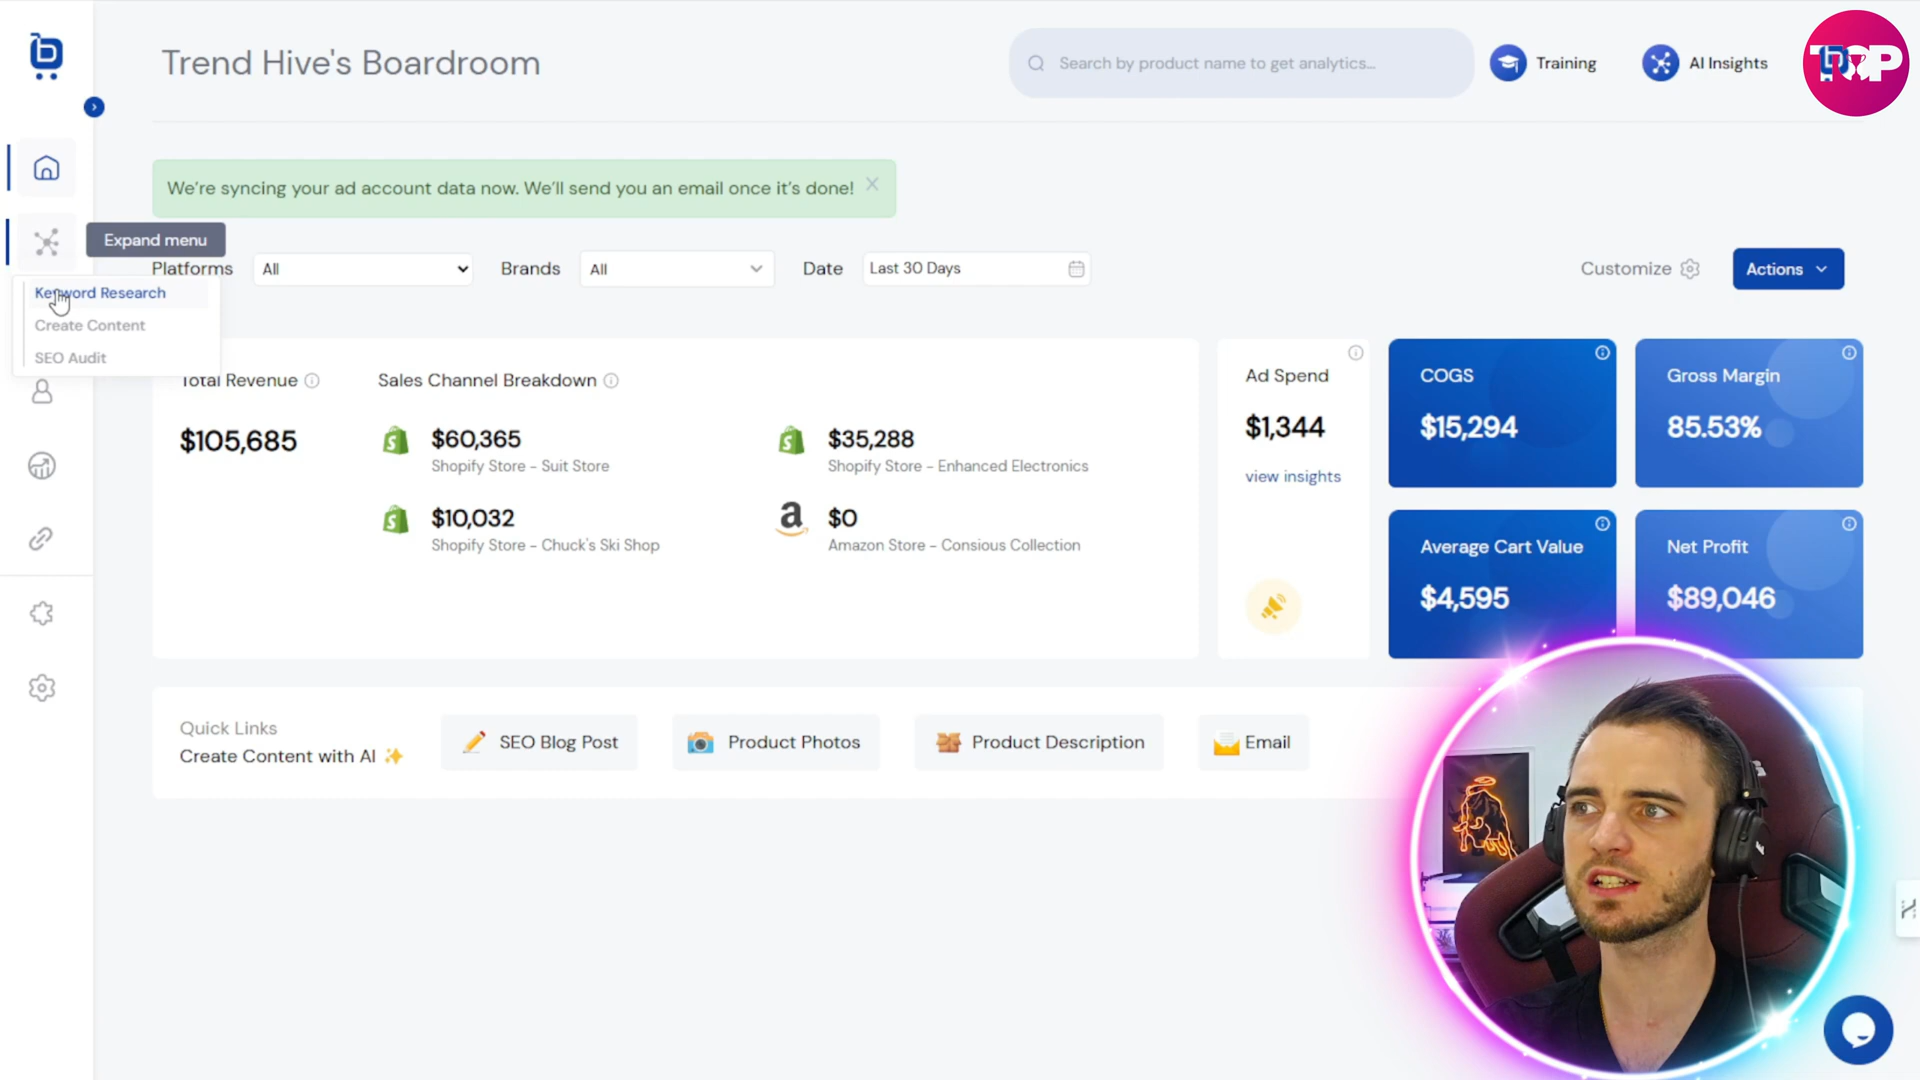 Trend Hive's Boardroom
Search by product name to get analytics...
Training
AI Insights
TOP
We're syncing your ad account data now. We'll send you an email once it's done!
Expand menu
Platforms
All
Brands
All
Date
Last 30 Days
Customize
Actions
Keyword Research
Create Content
SEO Audit
Total Revenue
$105,685
Sales Channel Breakdown
$60,365
Shopify Store - Suit Store
$35,288
Shopify Store - Enhanced Electronics
$10,032
Shopify Store - Chuck's Ski Shop
$0
Amazon Store - Consious Collection
Ad Spend
$1,344
view insights
COGS
$15,294
Gross Margin
85.53%
Average Cart Value
$4,595
Net Profit
$89,046
Quick Links
Create Content with AI
SEO Blog Post
Product Photos
Product Description
Email